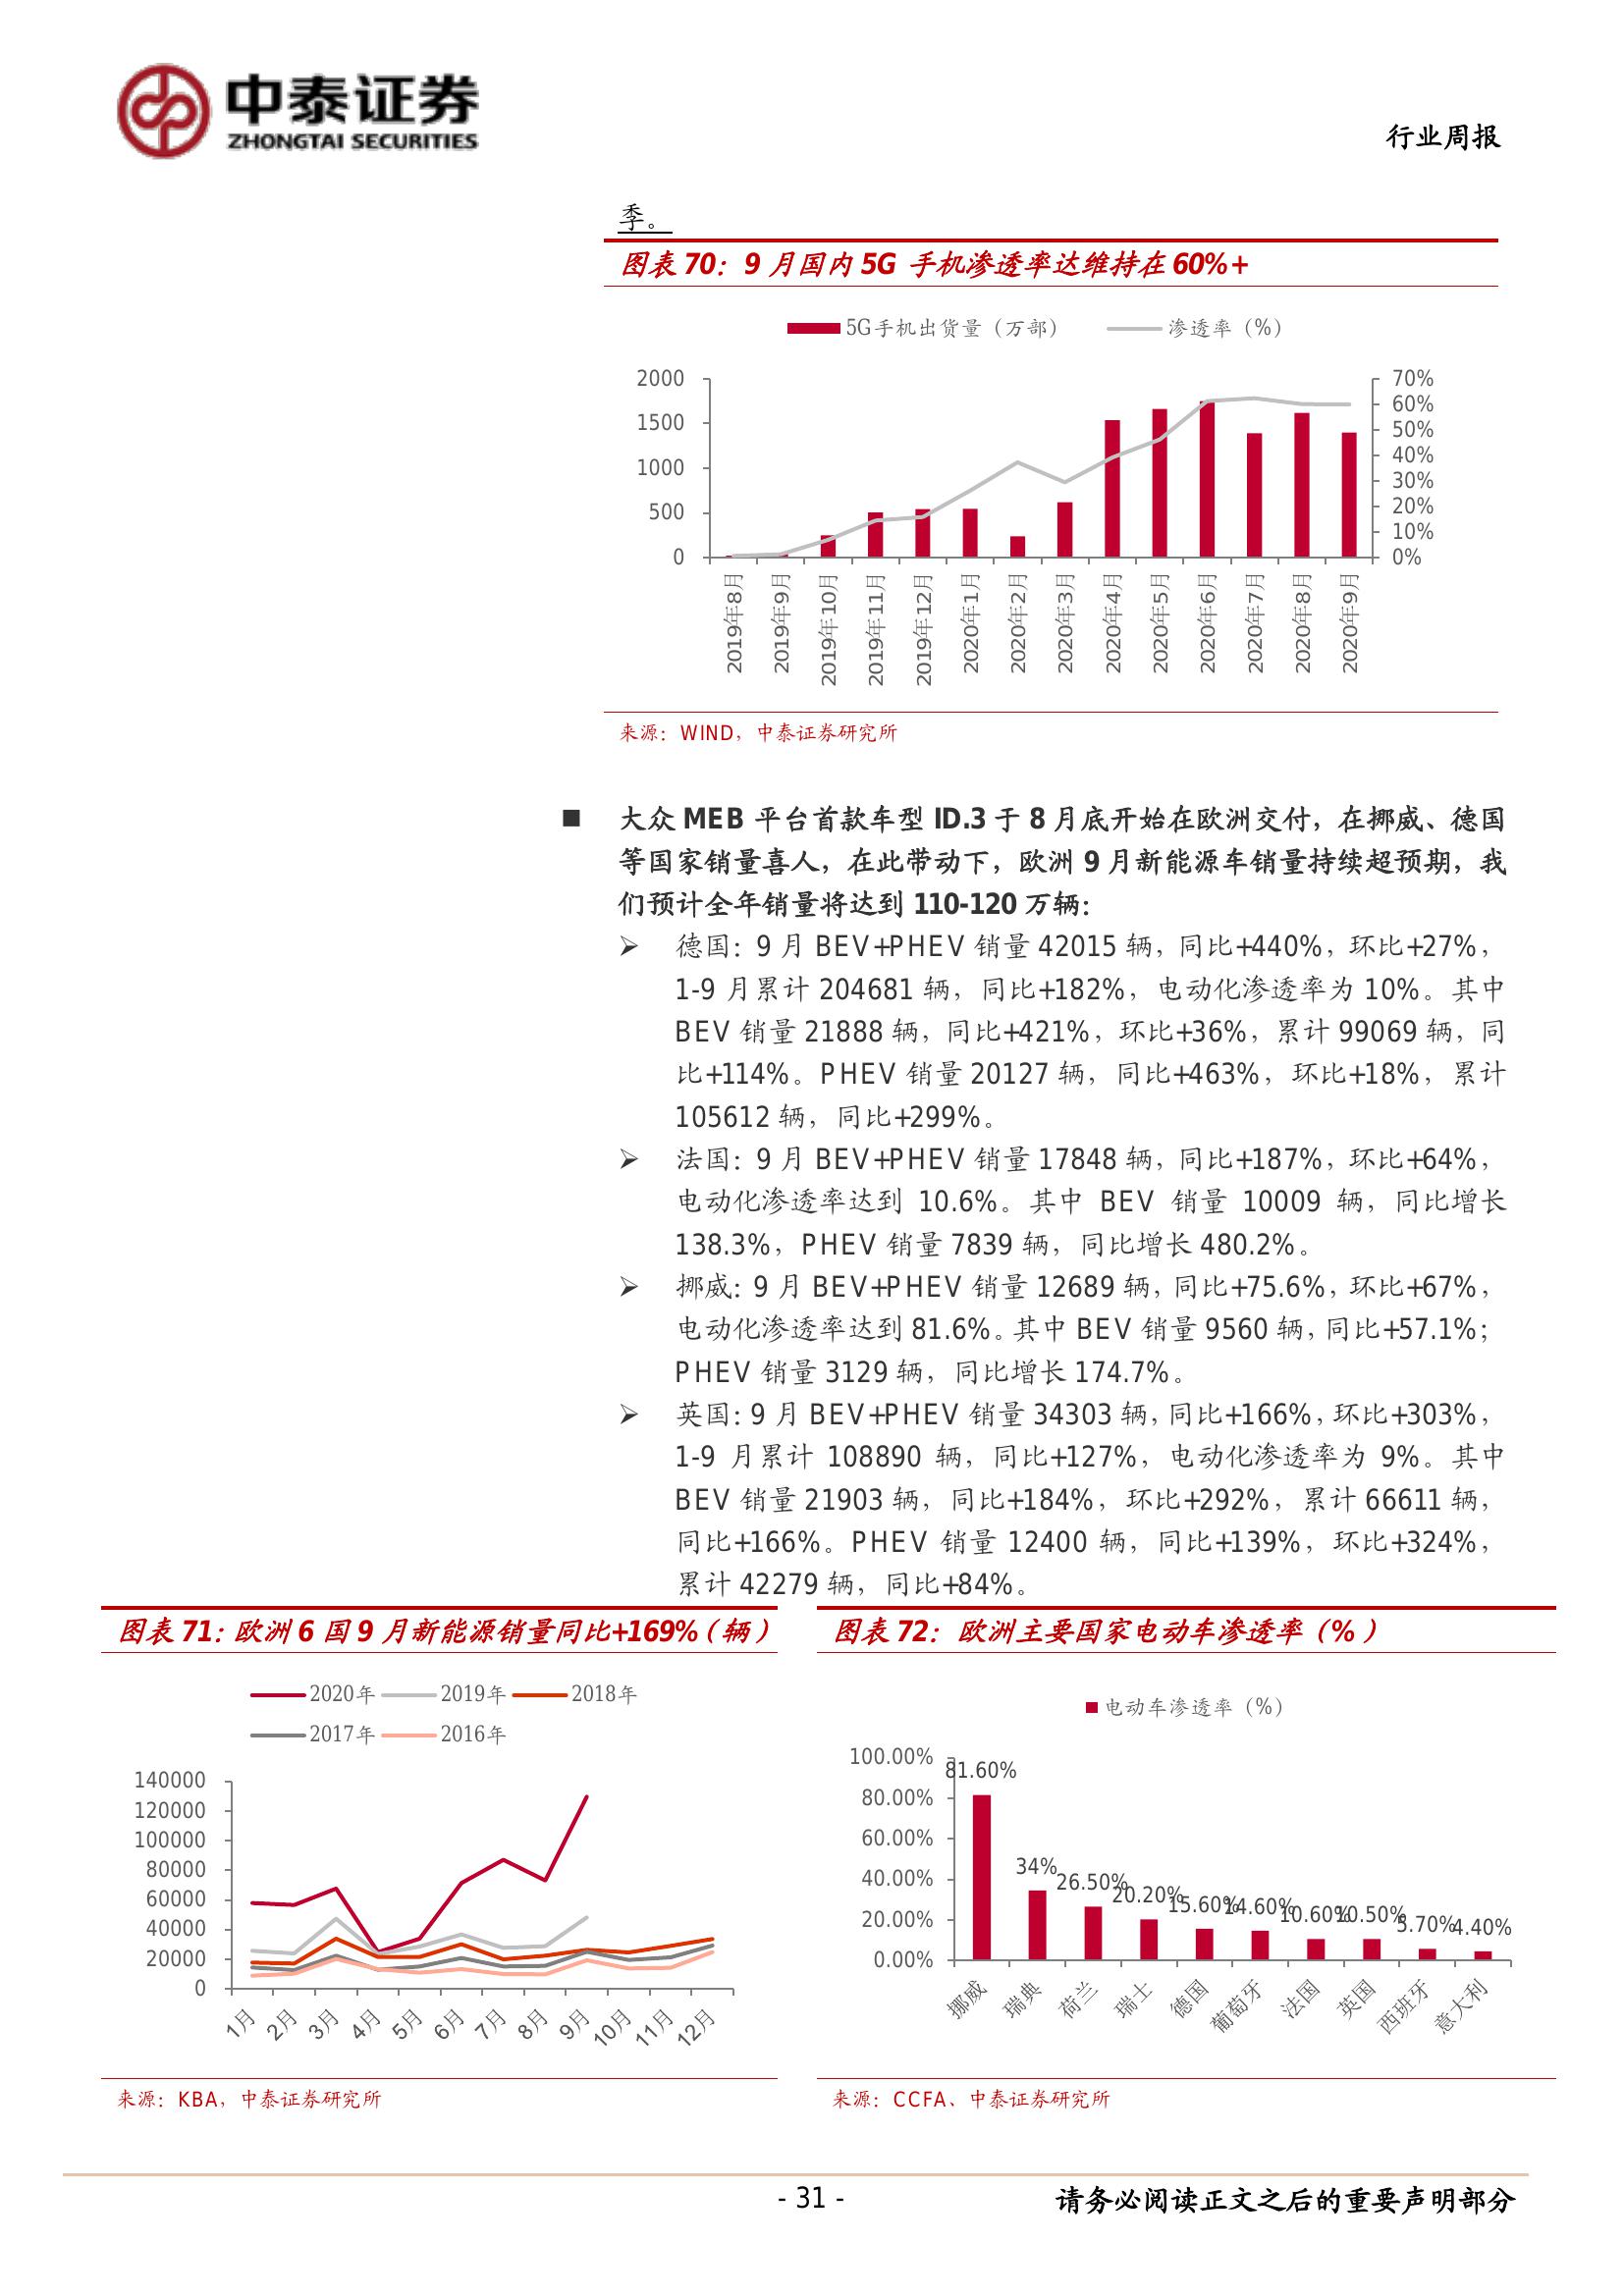 中泰证券
ZHONGTAI SECURITIES
行业周报
季。
图表 70：9 月国内 5G 手机渗透率达维持在 60%+
5G手机出货量（万部） 渗透率（%）
2000
1500
1000
500
0
70%
60%
50%
40%
30%
20%
10%
0%
2019年8月
2019年9月
2019年10月
2019年11月
2019年12月
2020年1月
2020年2月
2020年3月
2020年4月
2020年5月
2020年6月
2020年7月
2020年8月
2020年9月
来源：WIND，中泰证券研究所
■ 大众 MEB 平台首款车型 ID.3 于 8 月底开始在欧洲交付，在挪威、德国
等国家销量喜人，在此带动下，欧洲 9 月新能源车销量持续超预期，我
们预计全年销量将达到 110-120 万辆：
➢ 德国：9 月 BEV+PHEV 销量 42015 辆，同比+440%，环比+27%，
1-9 月累计 204681 辆，同比+182%，电动化渗透率为 10%。其中
BEV 销量 21888 辆，同比+421%，环比+36%，累计 99069 辆，同
比+114%。PHEV 销量 20127 辆，同比+463%，环比+18%，累计
105612 辆，同比+299%。
➢ 法国：9 月 BEV+PHEV 销量 17848 辆，同比+187%，环比+64%，
电动化渗透率达到 10.6%。其中 BEV 销量 10009 辆，同比增长
138.3%，PHEV 销量 7839 辆，同比增长 480.2%。
➢ 挪威：9 月 BEV+PHEV 销量 12689 辆，同比+75.6%，环比+67%，
电动化渗透率达到 81.6%。其中 BEV 销量 9560 辆，同比+57.1%；
PHEV 销量 3129 辆，同比增长 174.7%。
➢ 英国：9 月 BEV+PHEV 销量 34303 辆，同比+166%，环比+303%，
1-9 月累计 108890 辆，同比+127%，电动化渗透率为 9%。其中
BEV 销量 21903 辆，同比+184%，环比+292%，累计 66611 辆，
同比+166%。PHEV 销量 12400 辆，同比+139%，环比+324%，
累计 42279 辆，同比+84%。
图表 71：欧洲 6 国 9 月新能源销量同比+169%（辆）
2020年 2019年 2018年
2017年 2016年
140000
120000
100000
80000
60000
40000
20000
0
1月
2月
3月
4月
5月
6月
7月
8月
9月
10月
11月
12月
来源：KBA，中泰证券研究所
图表 72：欧洲主要国家电动车渗透率（%）
电动车渗透率（%）
100.00%
80.00%
60.00%
40.00%
20.00%
0.00%
81.60%
34%
26.50%
20.20%
15.60%
14.60%
10.60%
10.50%
5.70%
4.40%
挪威
瑞典
荷兰
瑞士
德国
葡萄牙
法国
英国
西班牙
意大利
来源：CCFA、中泰证券研究所
- 31 -
请务必阅读正文之后的重要声明部分